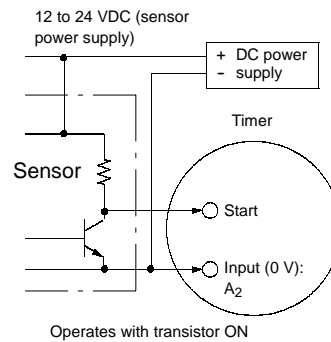 12 to 24 VDC (sensor
power supply)
+ DC power
- supply
Timer
Sensor
Start
Input (0 V):
A2
Operates with transistor ON